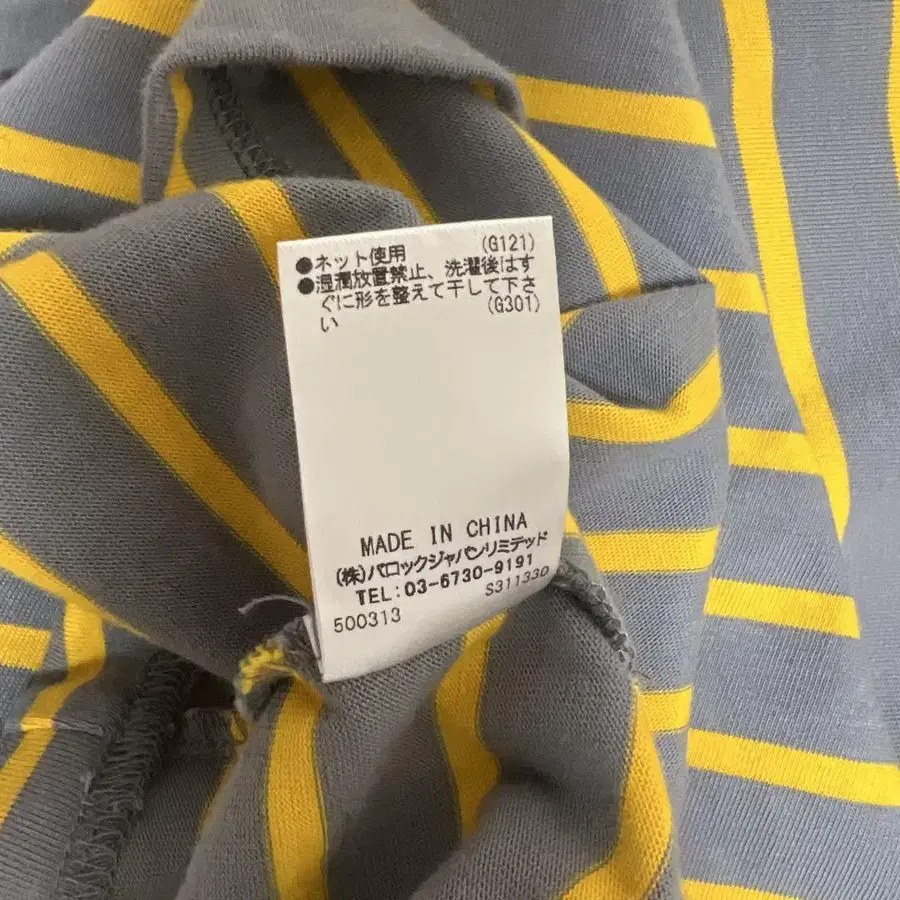 ●ネット使用 (G121)
●湿潤放置禁止、洗濯後はす
ぐに形を整えて干して下さ
い (G301)
MADE IN CHINA
(株)バロックジャパンリミテッド
TEL:03-6730-9191
500313 S311330